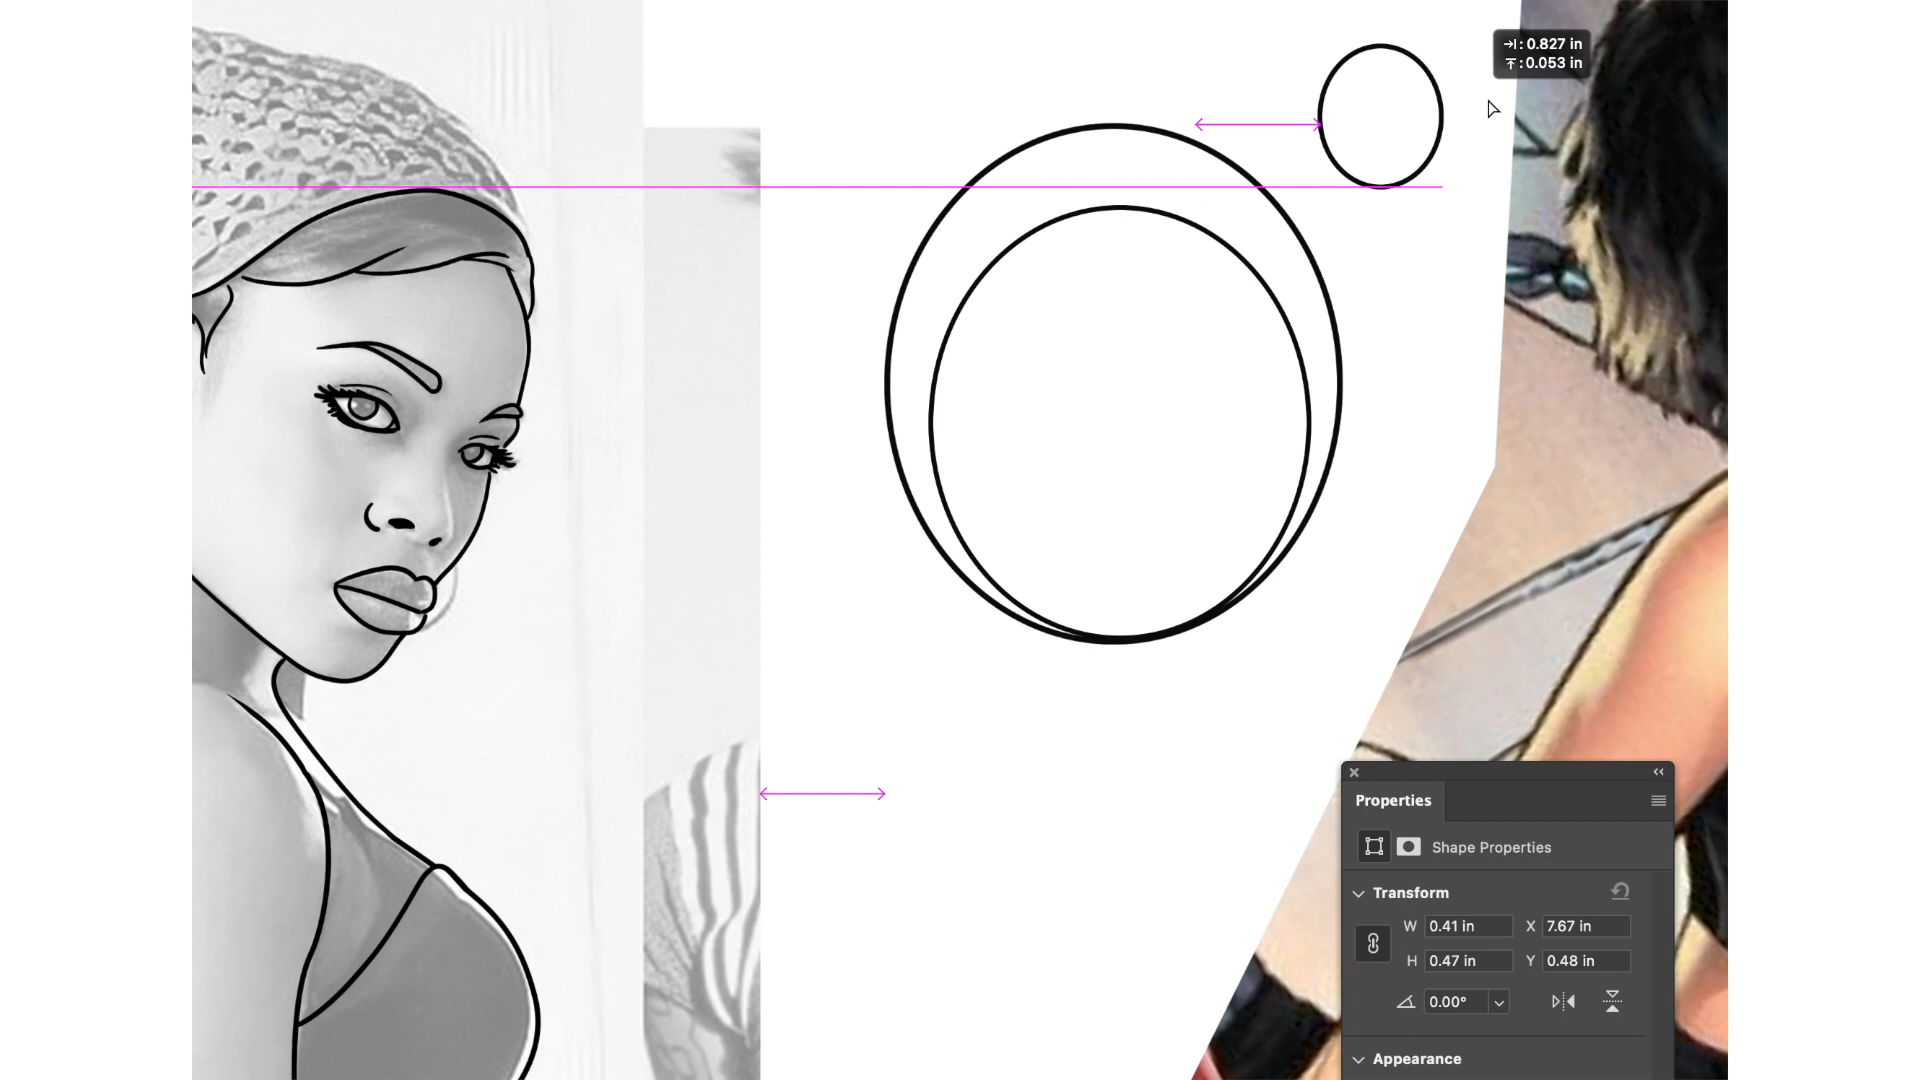 : 0.827 in
: 0.053 in
Properties
Shape Properties
Transform
W 0.41 in X 7.67 in
H 0.47 in Y 0.48 in
0.00°
Appearance